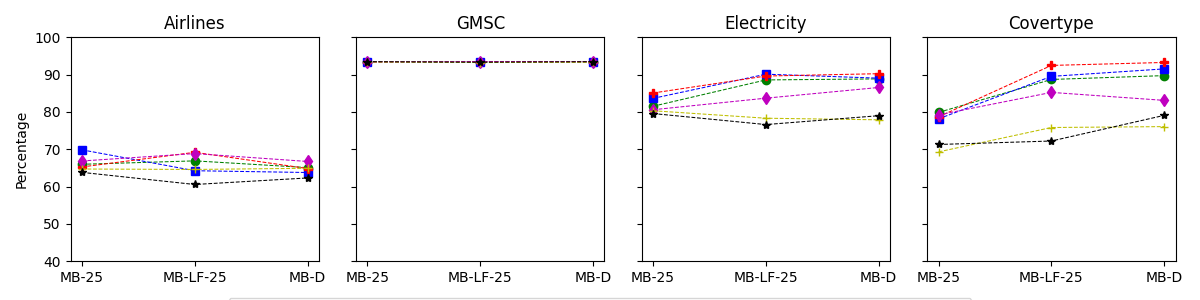 Airlines
GMSC
Electricity
Covertype
Percentage
100
90
80
70
60
50
40
MB-25 MB-LF-25 MB-D
MB-25 MB-LF-25 MB-D
MB-25 MB-LF-25 MB-D
MB-25 MB-LF-25 MB-D